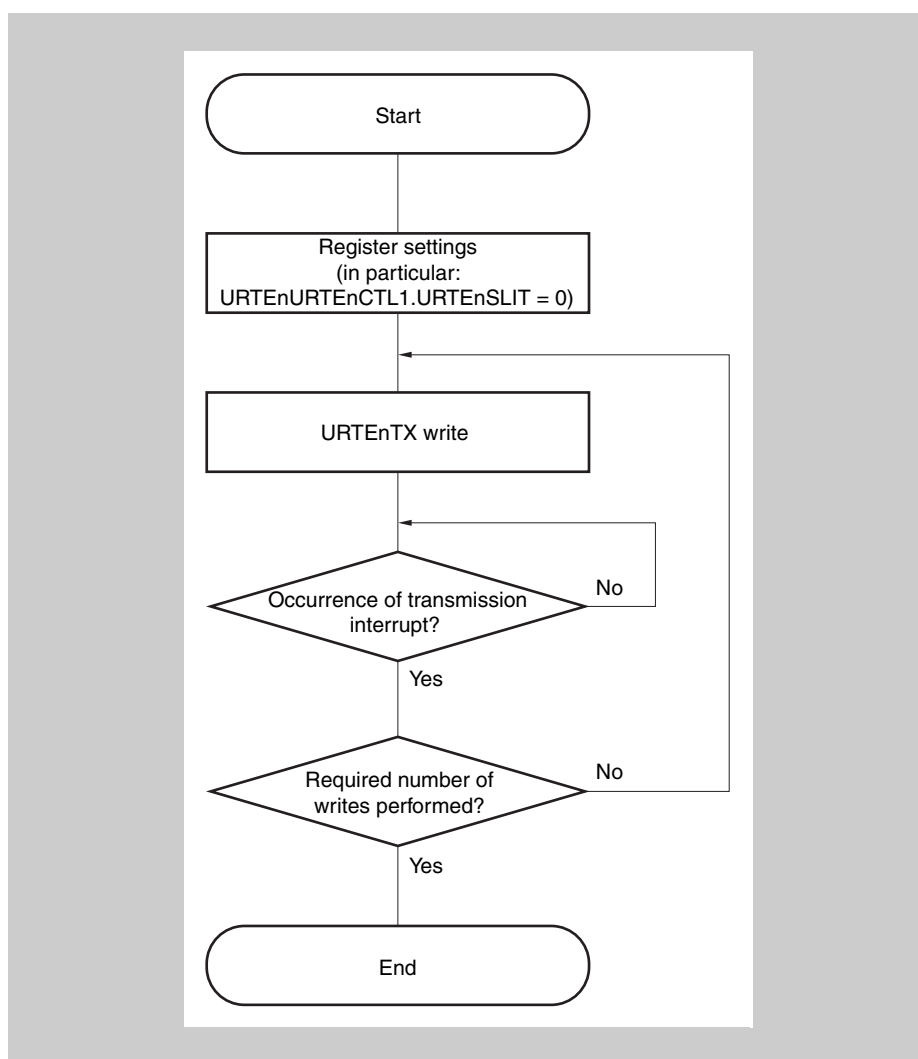 Start
Register settings
(in particular:
URTEnURTEnCTL1.URTEnSLIT = 0)
URTEnTX write
Occurrence of transmission
interrupt?
No
Yes
Required number of
writes performed?
No
Yes
End